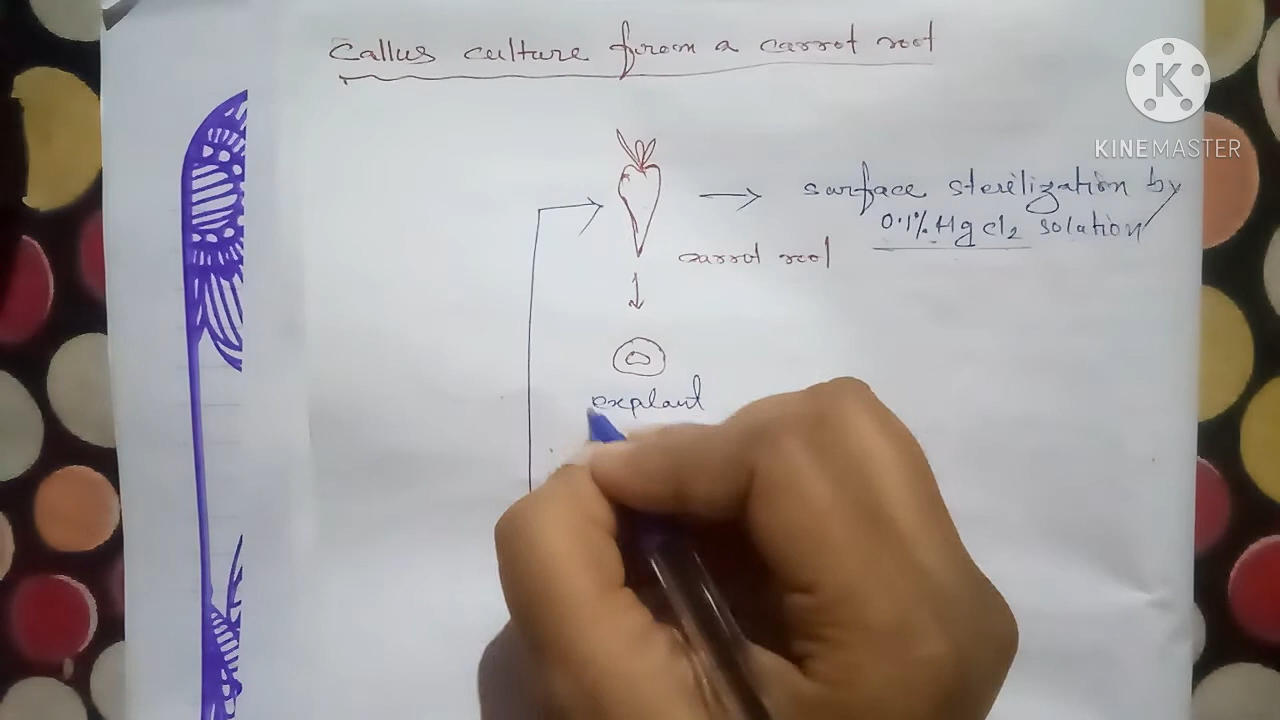 Callus culture from a carrot root
K
KINEMASTER
surface sterilization by
0.1% HgCl2 solution
carrot root
explant